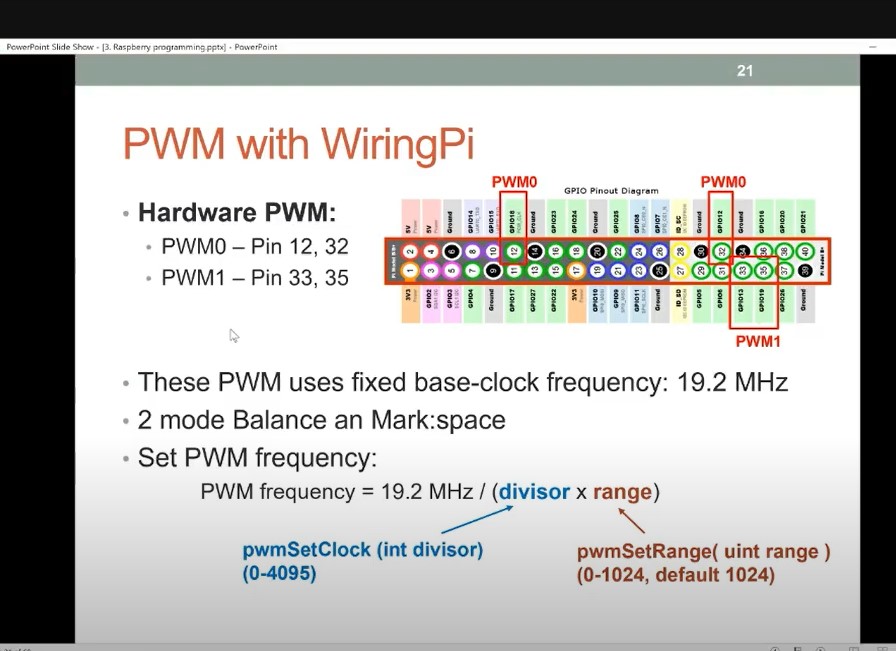 PowerPoint Slide Show - [3. Raspberry programming.pptx] - PowerPoint
21
PWM with WiringPi
• Hardware PWM:
• PWM0 – Pin 12, 32
• PWM1 – Pin 33, 35
PWM0
PWM0
GPIO Pinout Diagram
5V
5V
Ground
GPIO14
GPIO15
GPIO18
Ground
GPIO23
GPIO24
Ground
GPIO25
GPIO8
GPIO7
ID_SC
Ground
GPIO12
Ground
GPIO16
GPIO20
GPIO21
2 4 6 8 10 12 14 16 18 20 22 24 26 28 30 32 34 36 38 40
1 3 5 7 9 11 13 15 17 19 21 23 25 27 29 31 33 35 37 39
3V3
GPIO2
GPIO3
GPIO4
Ground
GPIO17
GPIO27
GPIO22
3V3
GPIO10
GPIO9
GPIO11
Ground
ID_SD
GPIO5
GPIO6
GPIO13
GPIO19
GPIO26
Ground
PWM1
• These PWM uses fixed base-clock frequency: 19.2 MHz
• 2 mode Balance an Mark:space
• Set PWM frequency:
PWM frequency = 19.2 MHz / (divisor x range)
pwmSetClock (int divisor)
(0-4095)
pwmSetRange( uint range )
(0-1024, default 1024)